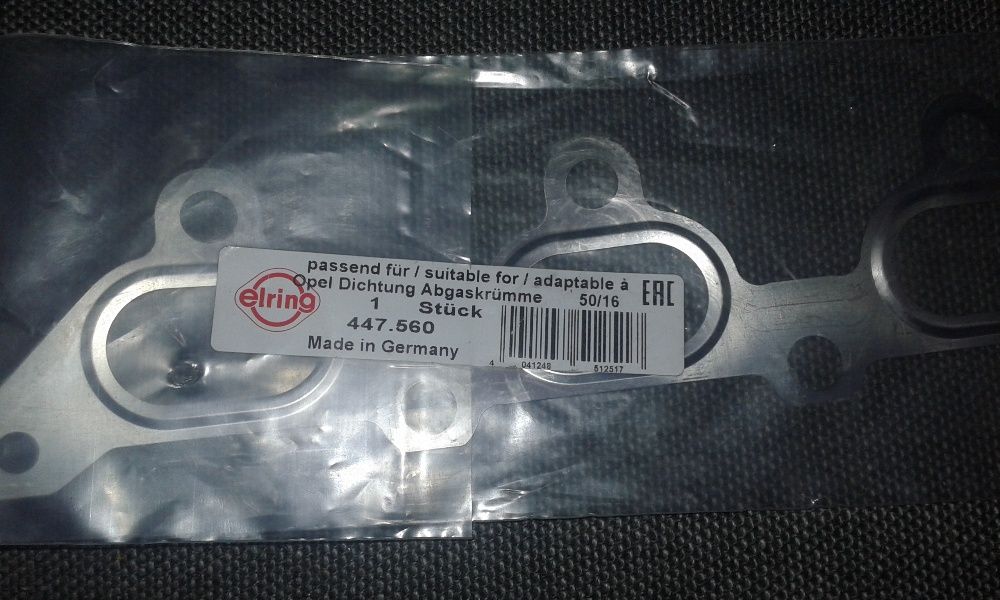 passend für / suitable for / adaptable à
elring
Opel Dichtung Abgaskrümme 50/16 EAC
1 Stück
447.560
Made in Germany
4 041248 512517